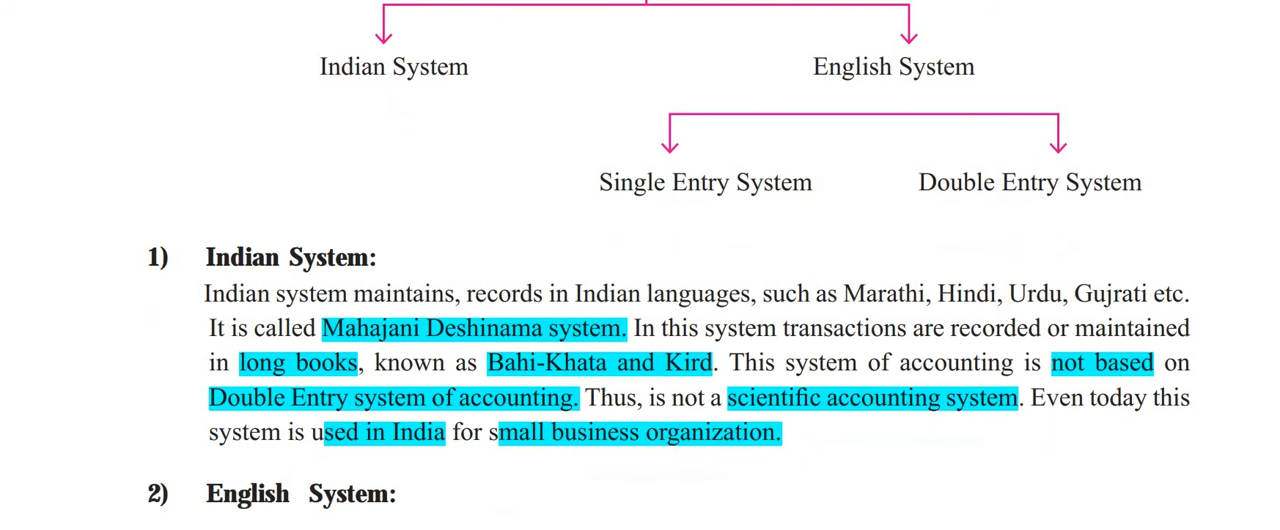 Indian System
English System
Single Entry System
Double Entry System
1) Indian System:
Indian system maintains, records in Indian languages, such as Marathi, Hindi, Urdu, Gujrati etc.
It is called Mahajani Deshinama system. In this system transactions are recorded or maintained
in long books, known as Bahi-Khata and Kird. This system of accounting is not based on
Double Entry system of accounting. Thus, is not a scientific accounting system. Even today this
system is used in India for small business organization.
2) English System: